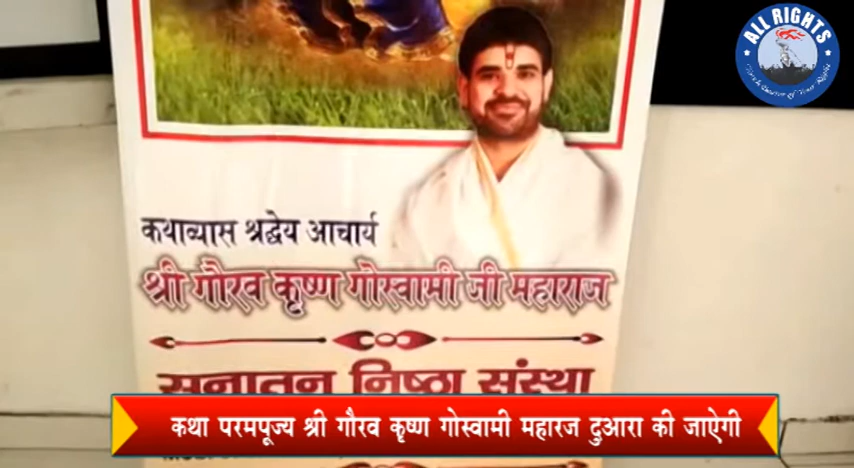 ALL RIGHTS
कथाव्यास श्रद्धेय आचार्य
श्री गौरव कृष्ण गोस्वामी जी महाराज
सनातन निष्ठा संस्था
कथा परमपूज्य श्री गौरव कृष्ण गोस्वामी महारज दुआरा की जाऐगी